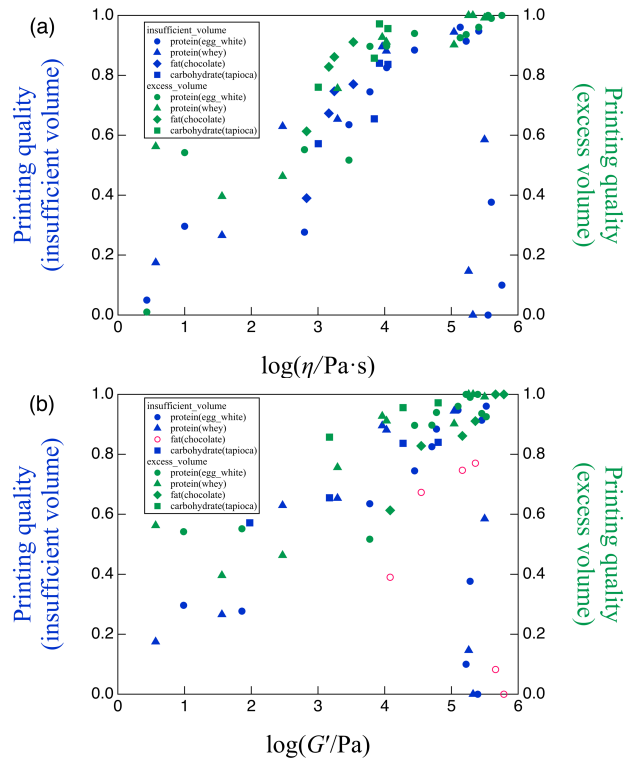 (a)
Printing quality
(insufficient volume)
1.0
0.8
0.6
0.4
0.2
0.0
insufficient_volume
protein(egg_white)
protein(whey)
fat(chocolate)
carbohydrate(tapioca)
excess_volume
protein(egg_white)
protein(whey)
fat(chocolate)
carbohydrate(tapioca)
1.0
0.8
0.6
0.4
0.2
0.0
Printing quality
(excess volume)
0 1 2 3 4 5 6
log(η/Pa·s)
(b)
Printing quality
(insufficient volume)
1.0
0.8
0.6
0.4
0.2
0.0
insufficient_volume
protein(egg_white)
protein(whey)
fat(chocolate)
carbohydrate(tapioca)
excess_volume
protein(egg_white)
protein(whey)
fat(chocolate)
carbohydrate(tapioca)
1.0
0.8
0.6
0.4
0.2
0.0
Printing quality
(excess volume)
0 1 2 3 4 5 6
log(G′/Pa)